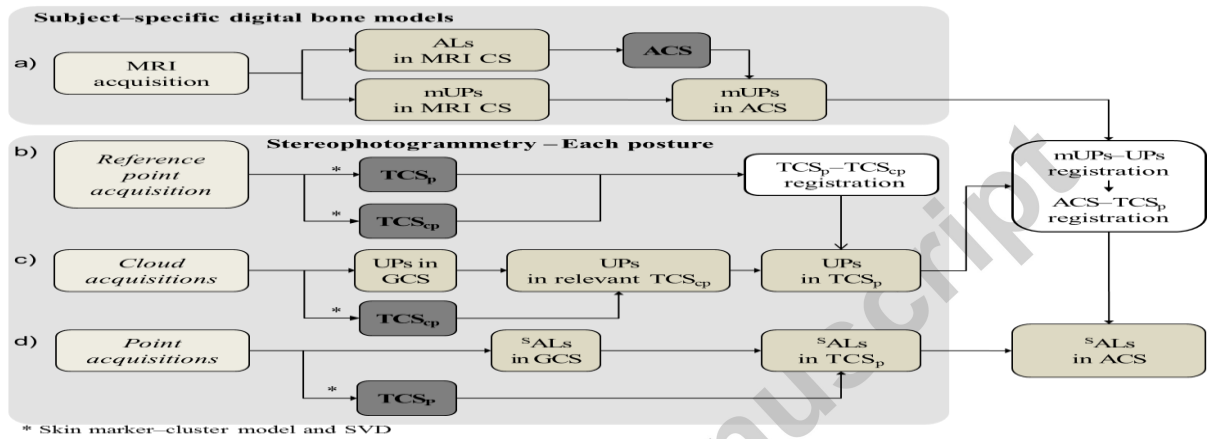 Subject–specific digital bone models
a)
MRI
acquisition
ALs
in MRI CS
ACS
mUPs
in MRI CS
mUPs
in ACS
b)
Stereophotogrammetry – Each posture
Reference
point
acquisition
*
TCSp
*
TCScp
TCSp–TCScp
registration
mUPs–UPs
registration
ACS–TCSp
registration
c)
Cloud
acquisitions
UPs in
GCS
UPs
in relevant TCScp
UPs
in TCSp
*
TCScp
d)
Point
acquisitions
SALs
in GCS
SALs
in TCSp
SALs
in ACS
*
TCSp
* Skin marker–cluster model and SVD